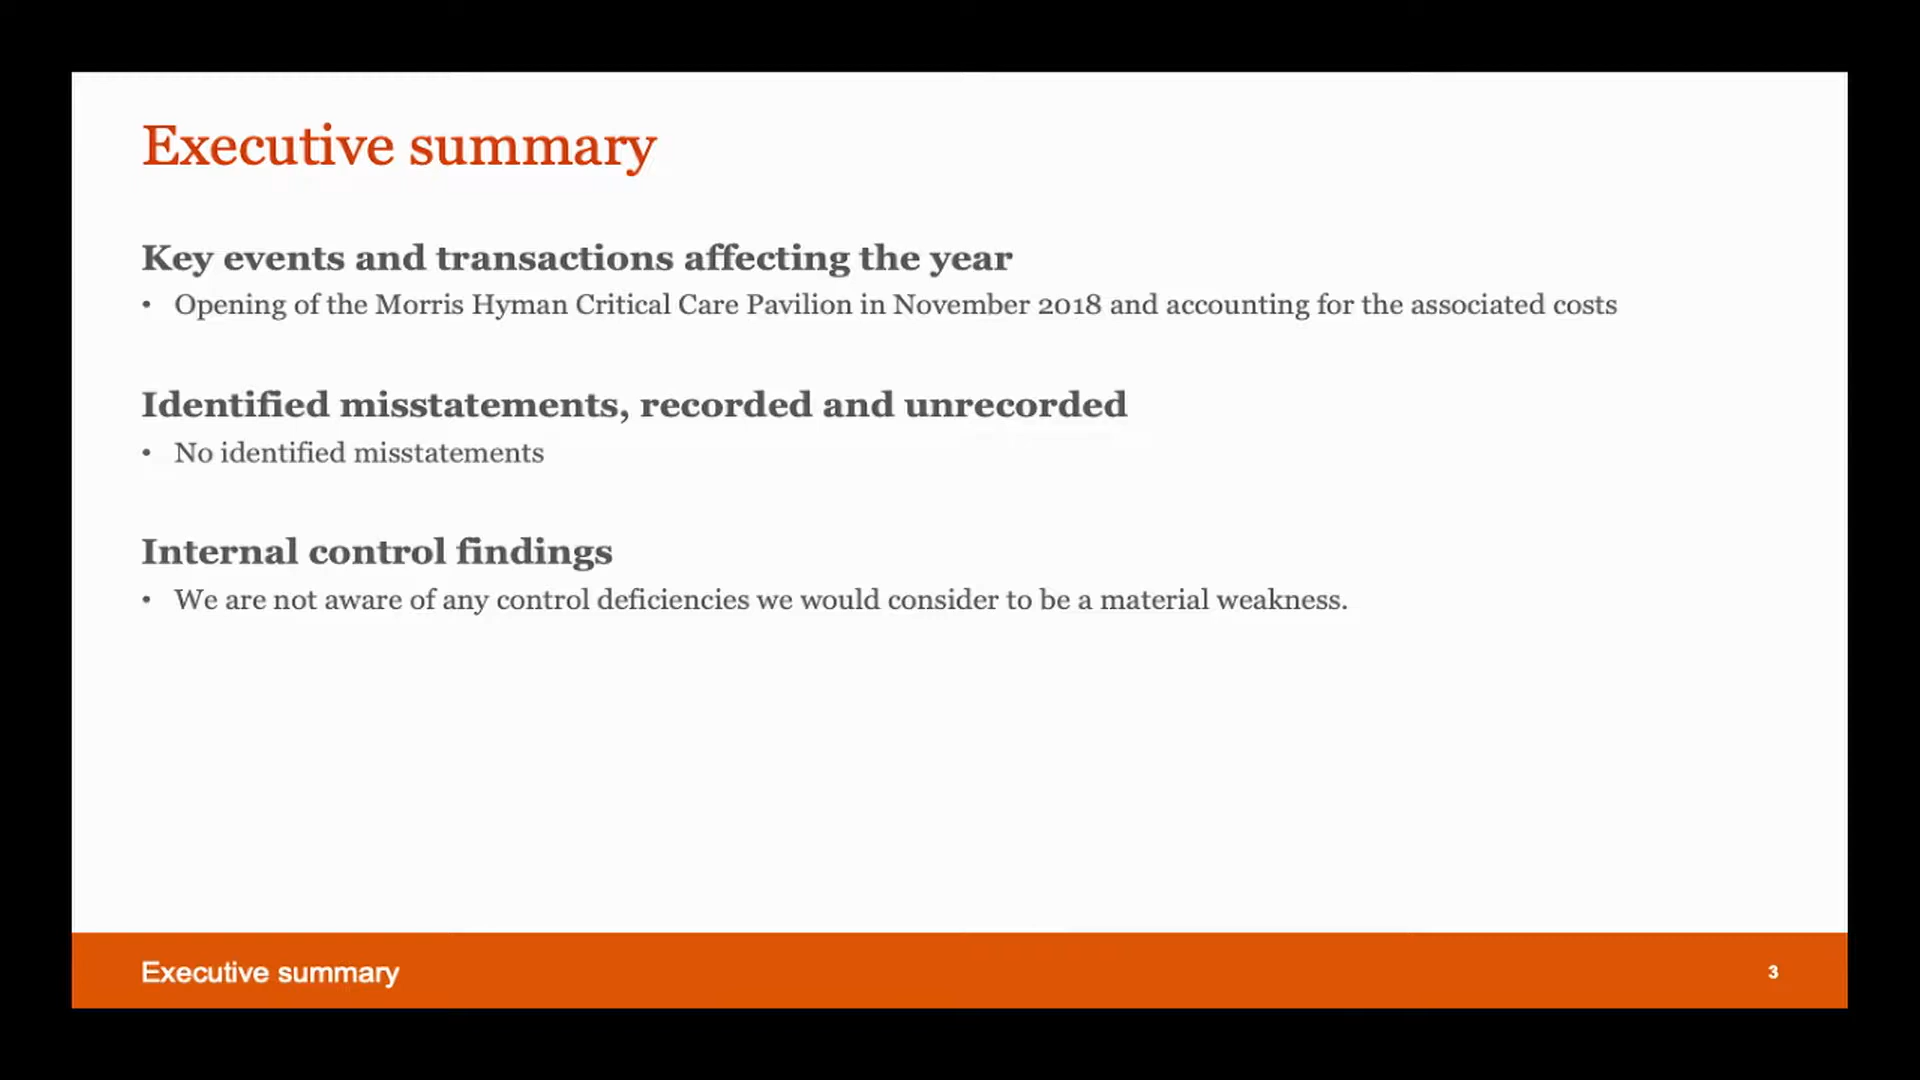 Executive summary
Key events and transactions affecting the year
• Opening of the Morris Hyman Critical Care Pavilion in November 2018 and accounting for the associated costs
Identified misstatements, recorded and unrecorded
• No identified misstatements
Internal control findings
• We are not aware of any control deficiencies we would consider to be a material weakness.
Executive summary
3